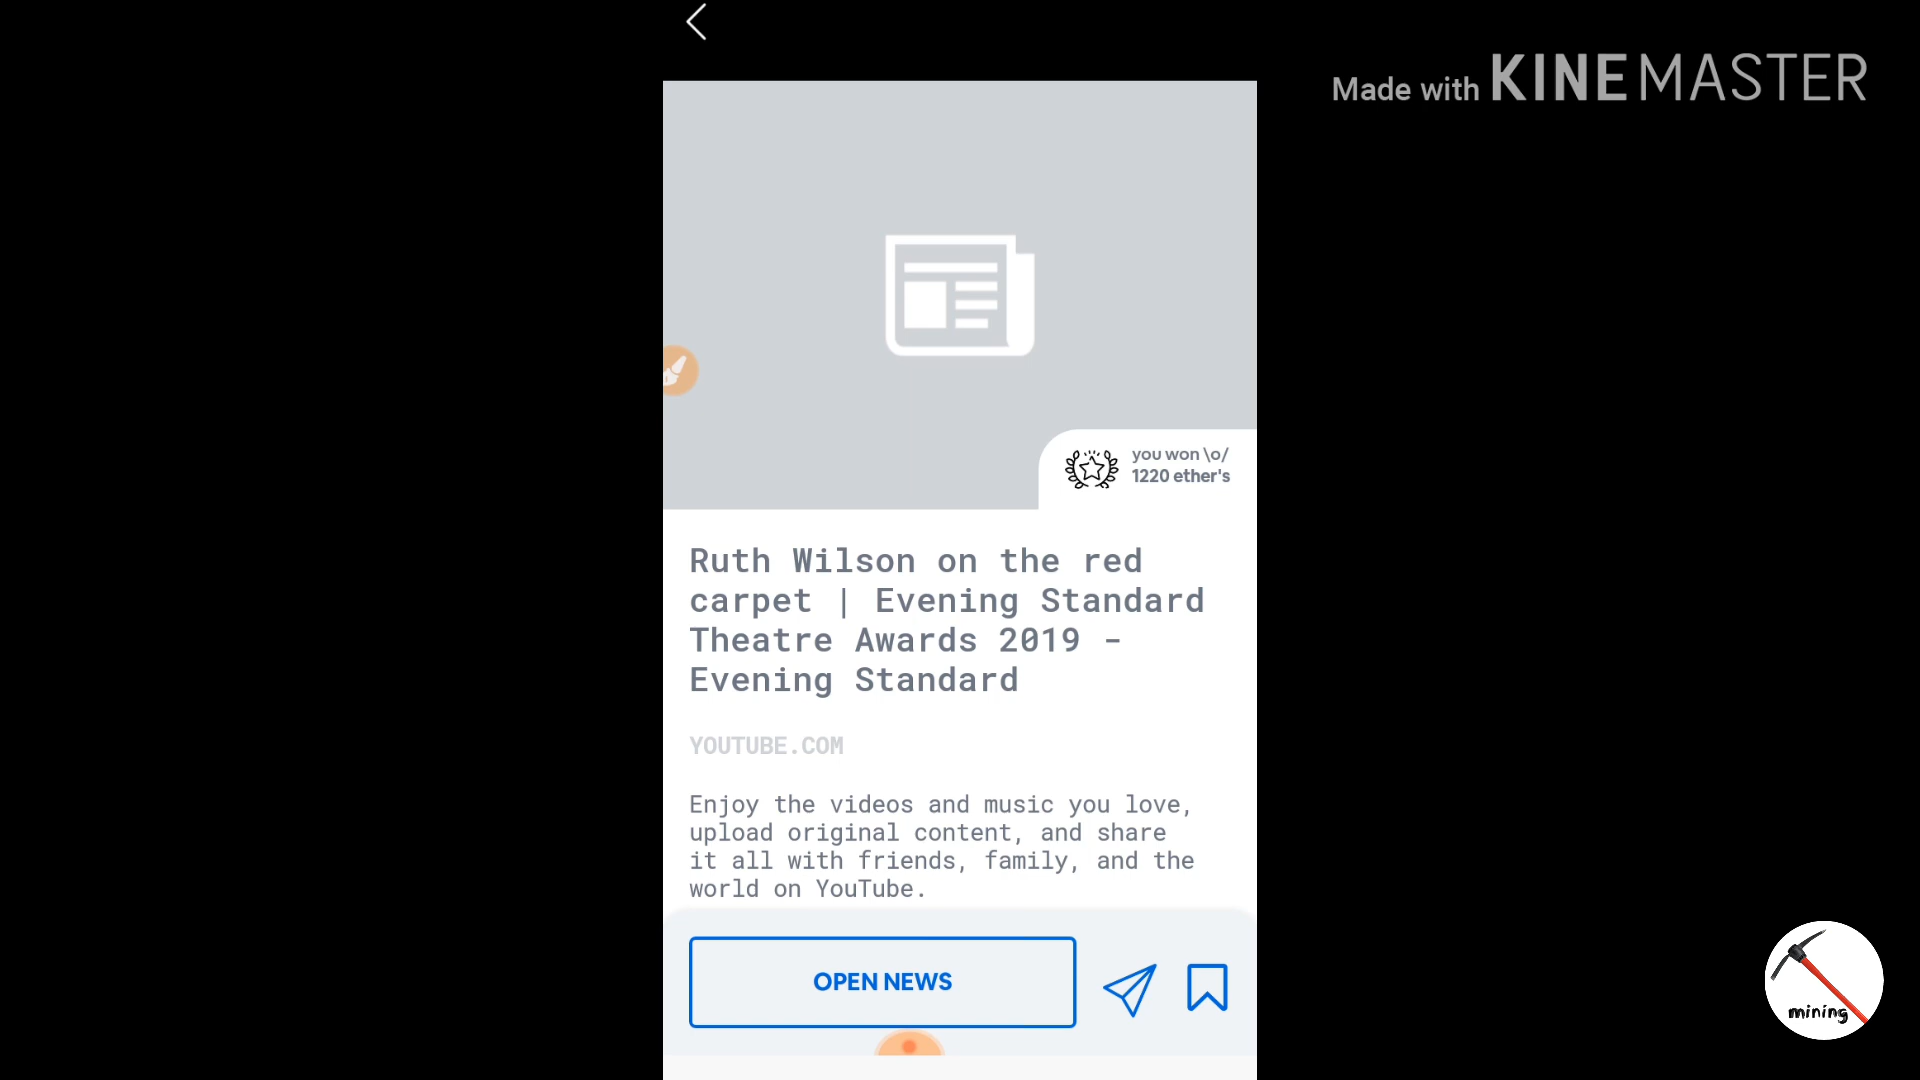 Made with KINEMASTER
you won \o/
1220 ether's
Ruth Wilson on the red
carpet | Evening Standard
Theatre Awards 2019 -
Evening Standard
YOUTUBE.COM
Enjoy the videos and music you love,
upload original content, and share
it all with friends, family, and the
world on YouTube.
OPEN NEWS
mining